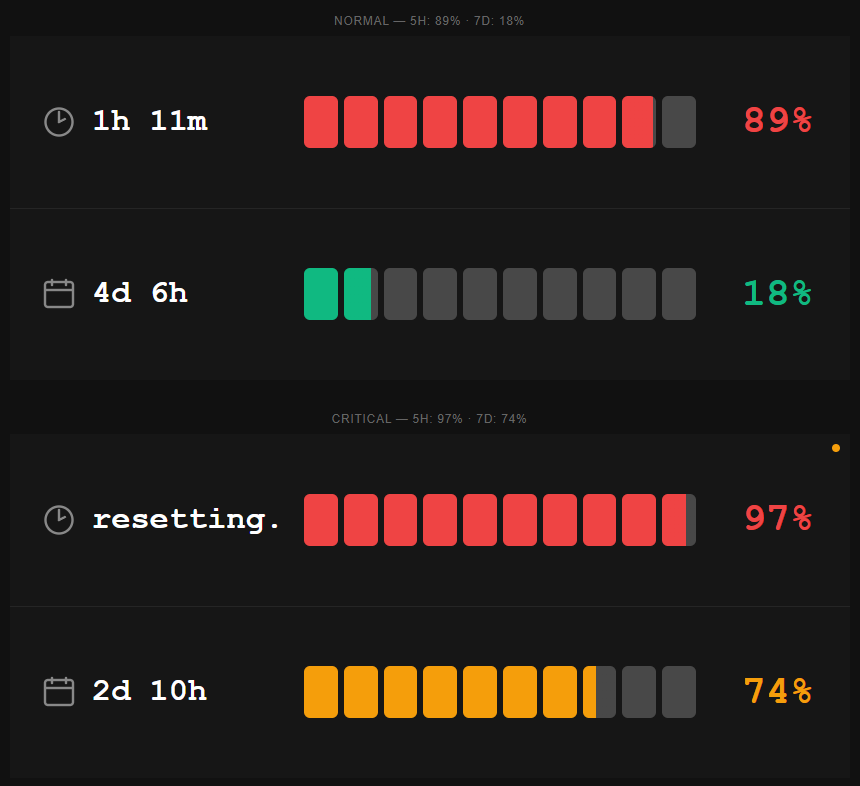 NORMAL — 5H: 89% · 7D: 18%
1h 11m 89%
4d 6h 18%
CRITICAL — 5H: 97% · 7D: 74%
resetting. 97%
2d 10h 74%